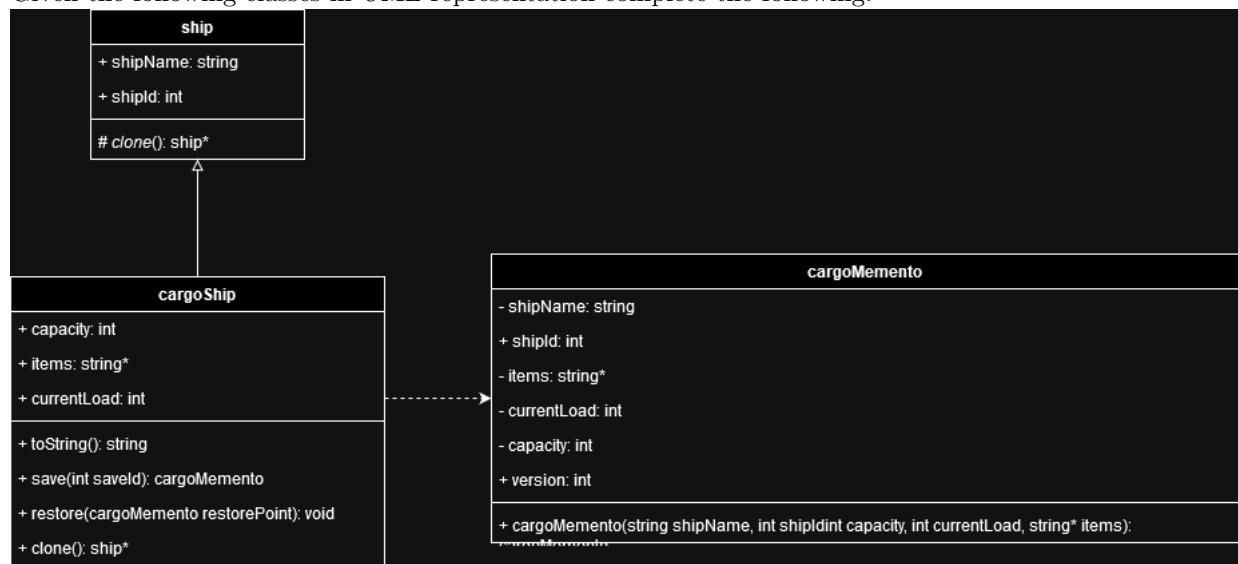 Given the following classes in UML representation complete the following:
ship
+ shipName: string
+ shipId: int
# clone(): ship*
cargoShip
+ capacity: int
+ items: string*
+ currentLoad: int
+ toString(): string
+ save(int saveId): cargoMemento
+ restore(cargoMemento restorePoint): void
+ clone(): ship*
cargoMemento
- shipName: string
+ shipId: int
- items: string*
- currentLoad: int
- capacity: int
+ version: int
+ cargoMemento(string shipName, int shipIdint capacity, int currentLoad, string* items):
cargoMemento